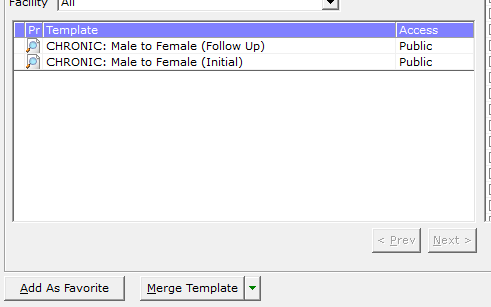 Facility All
Pr Template Access
CHRONIC: Male to Female (Follow Up) Public
CHRONIC: Male to Female (Initial) Public
< Prev Next >
Add As Favorite Merge Template